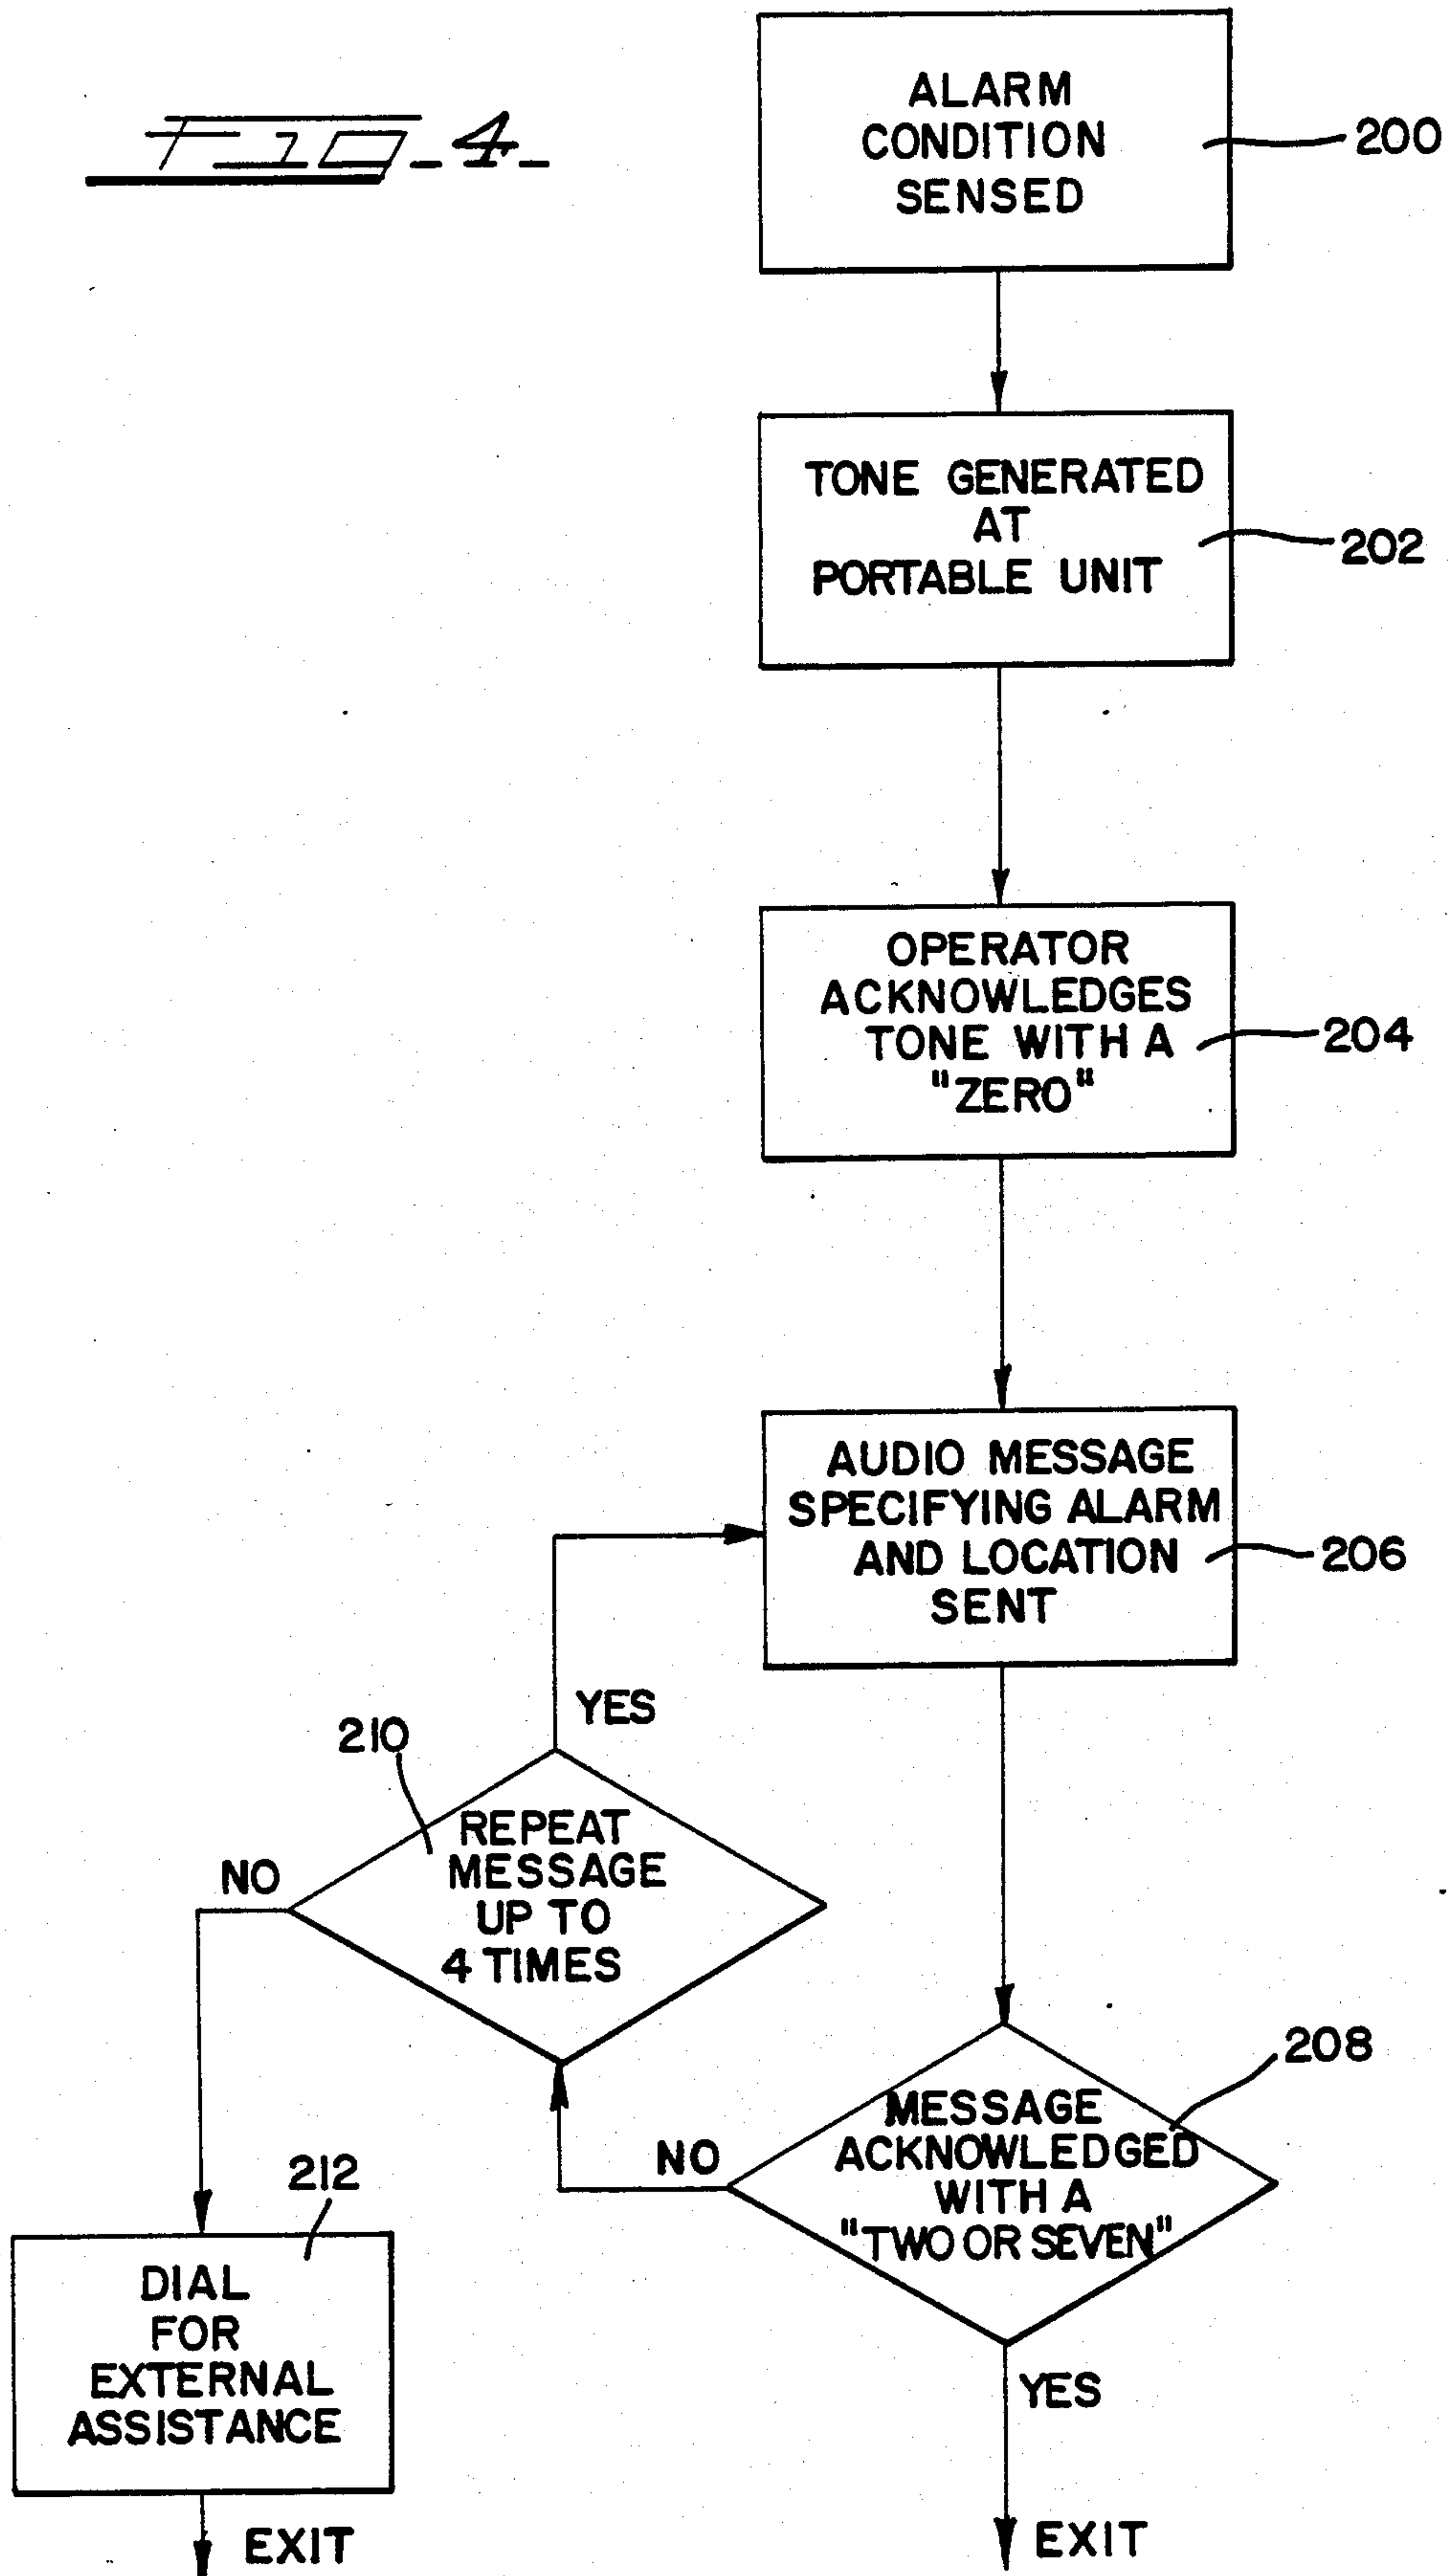 Fig. 4.
ALARM
CONDITION
SENSED
200
TONE GENERATED
AT
PORTABLE UNIT
202
OPERATOR
ACKNOWLEDGES
TONE WITH A
"ZERO"
204
AUDIO MESSAGE
SPECIFYING ALARM
AND LOCATION
SENT
206
YES
210
REPEAT
MESSAGE
UP TO
4 TIMES
NO
208
MESSAGE
ACKNOWLEDGED
WITH A
"TWO OR SEVEN"
NO
212
DIAL
FOR
EXTERNAL
ASSISTANCE
YES
EXIT
EXIT